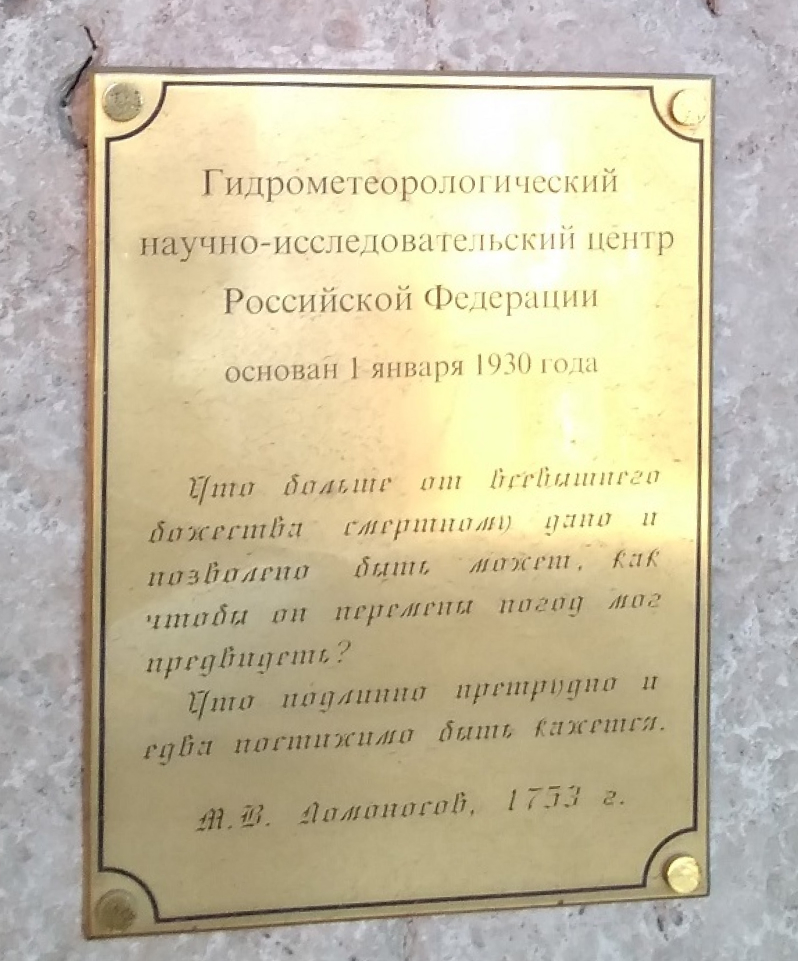 Гидрометеорологический
научно-исследовательский центр
Российской Федерации
основан 1 января 1930 года
Что больше от всевышнего
божества смертному дано и
позволено быть может, как
чтобы он перемены погод мог
предвидеть?
Что подлинно претрудно и
едва постижимо быть кажется.
М.В. Ломоносов, 1753 г.